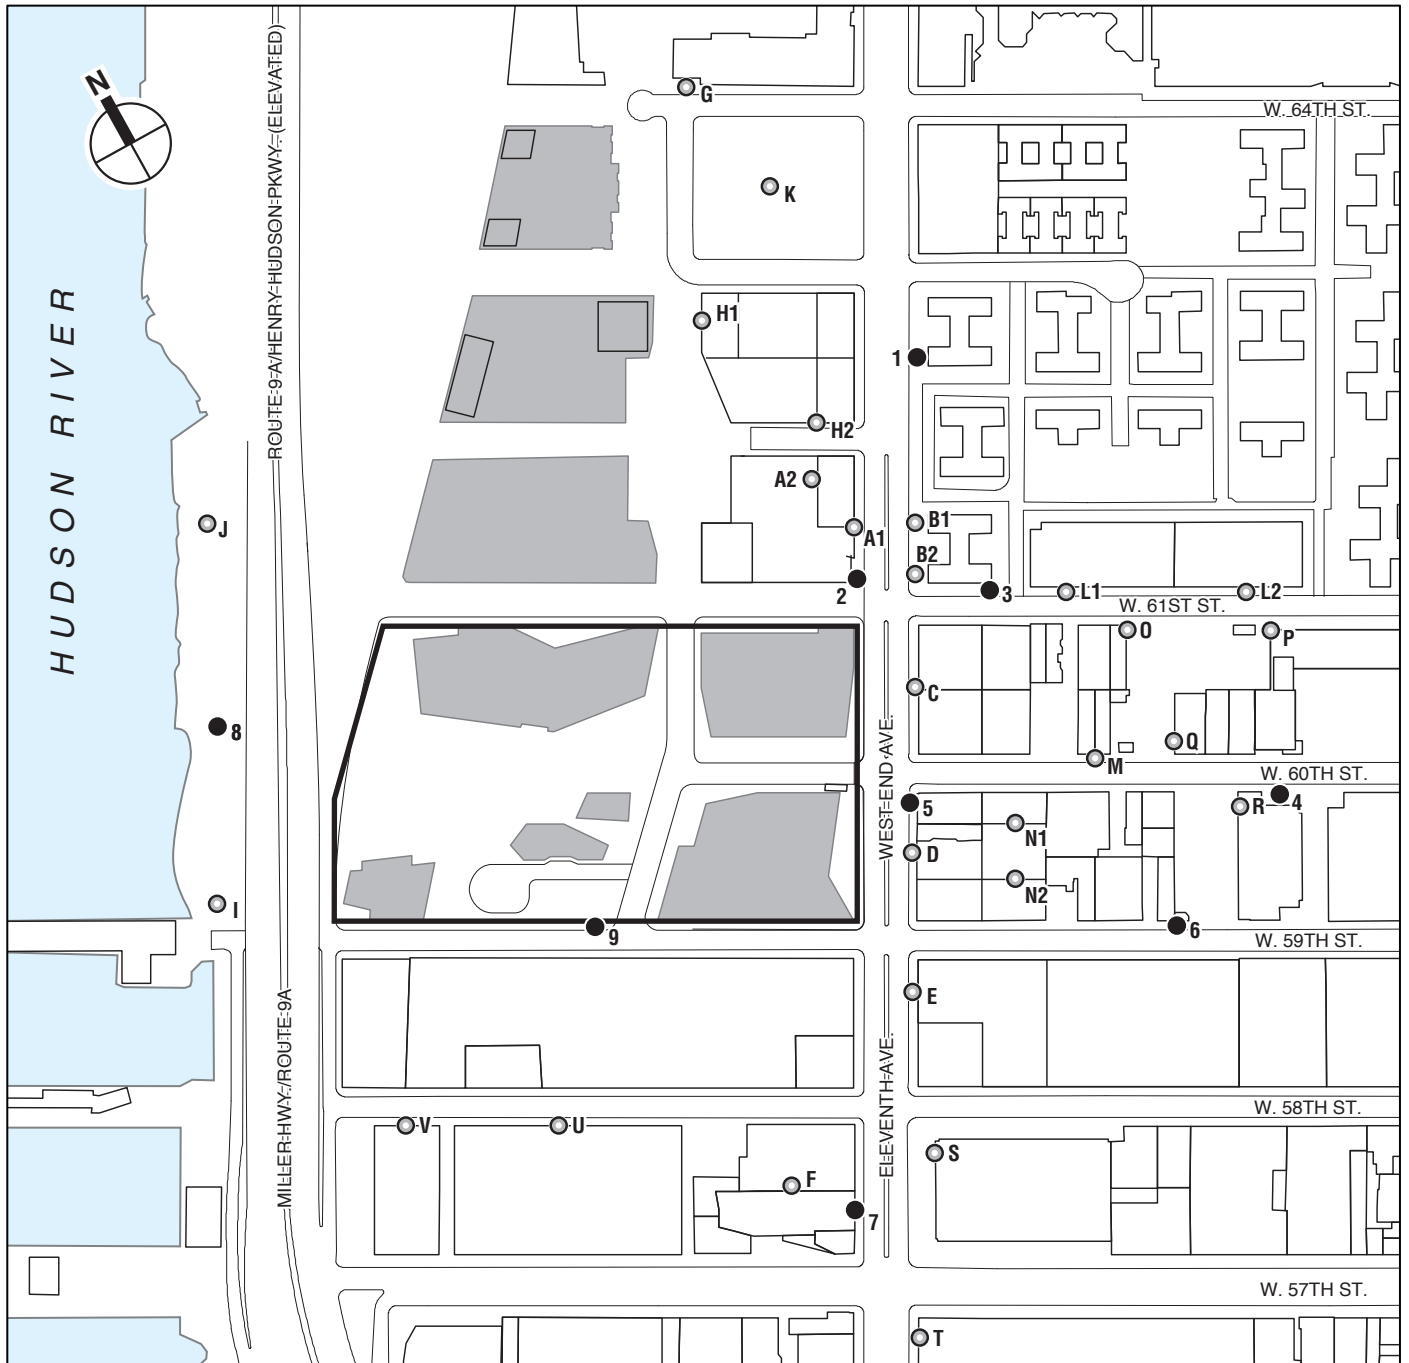 N
HUDSON RIVER
ROUTE 9-A/HENRY HUDSON PKWY. (ELEVATED)
G
W. 64TH ST.
K
H1
1
H2
A2
J
A1
B1
B2
2
3
L1
L2
W. 61ST ST.
O
P
C
8
Q
M
WEST END AVE.
W. 60TH ST.
5
R
4
N1
D
N2
I
9
6
W. 59TH ST.
MILLER HWY./ROUTE 9A
E
ELEVENTH AVE.
W. 58TH ST.
V
U
S
F
7
W. 57TH ST.
T